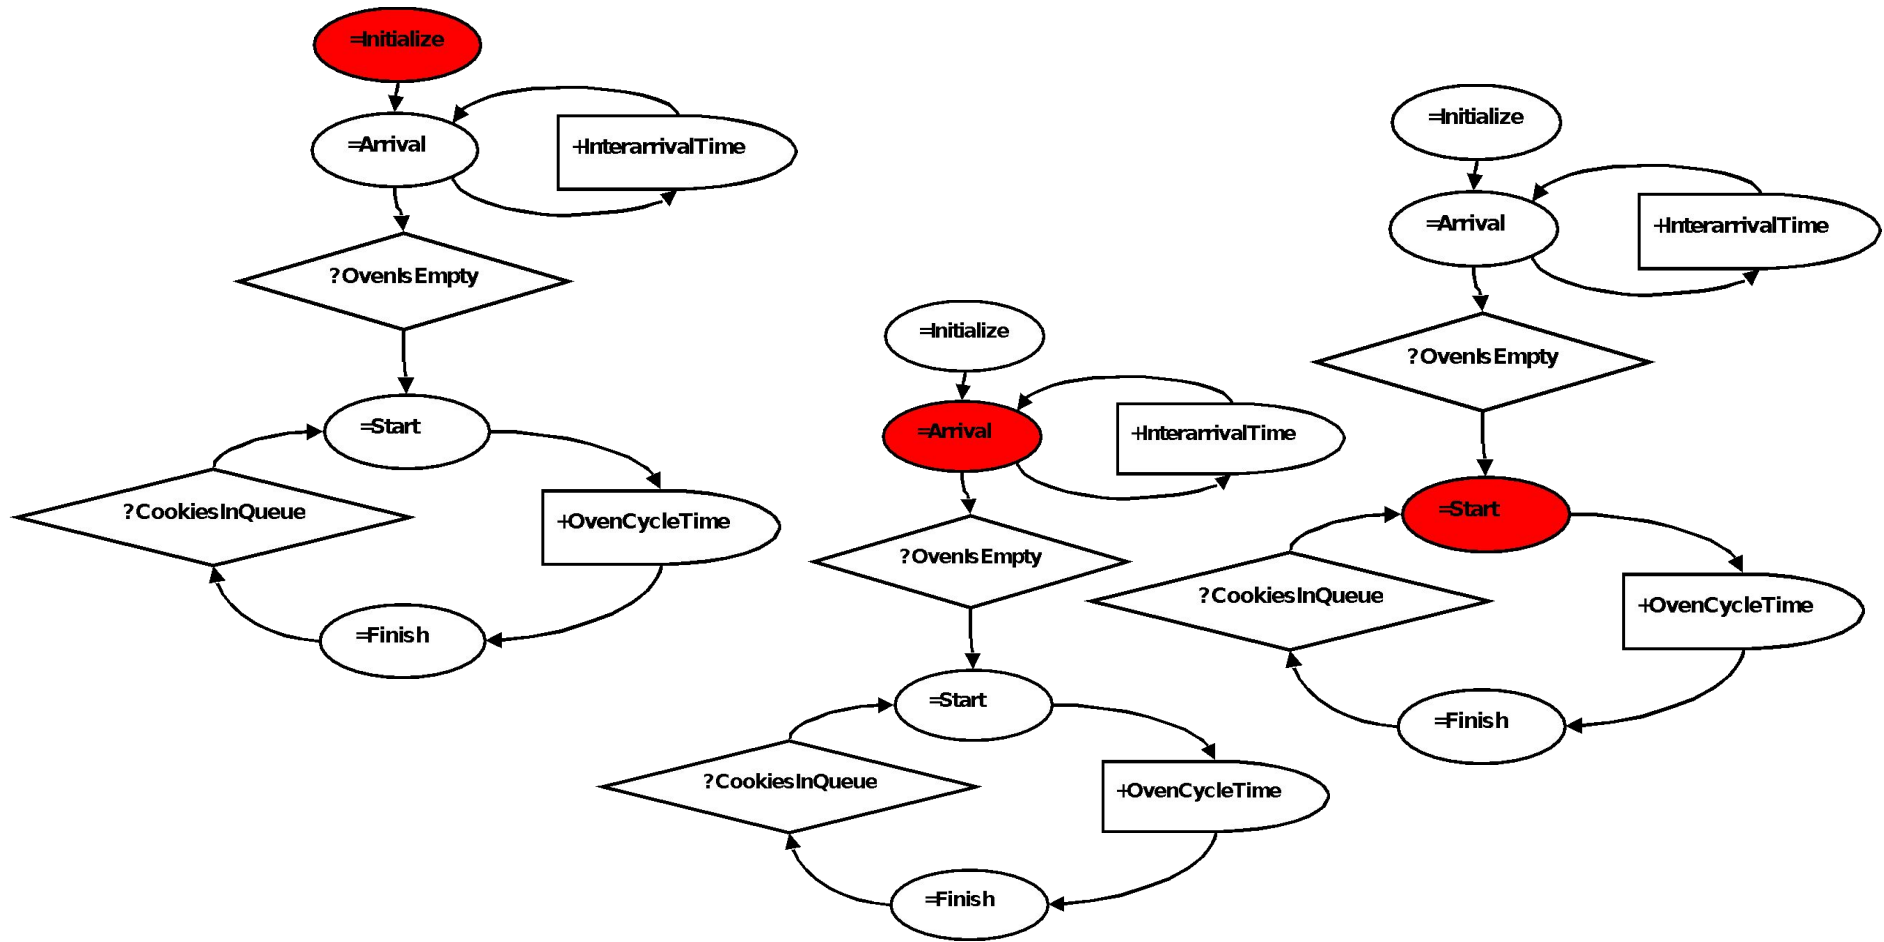 =Initialize
=Arrival
+InterarrivalTime
?OvenIsEmpty
=Start
?CookiesInQueue
+OvenCycleTime
=Finish
=Initialize
=Arrival
+InterarrivalTime
?OvenIsEmpty
=Start
?CookiesInQueue
+OvenCycleTime
=Finish
=Initialize
=Arrival
+InterarrivalTime
?OvenIsEmpty
=Start
?CookiesInQueue
+OvenCycleTime
=Finish